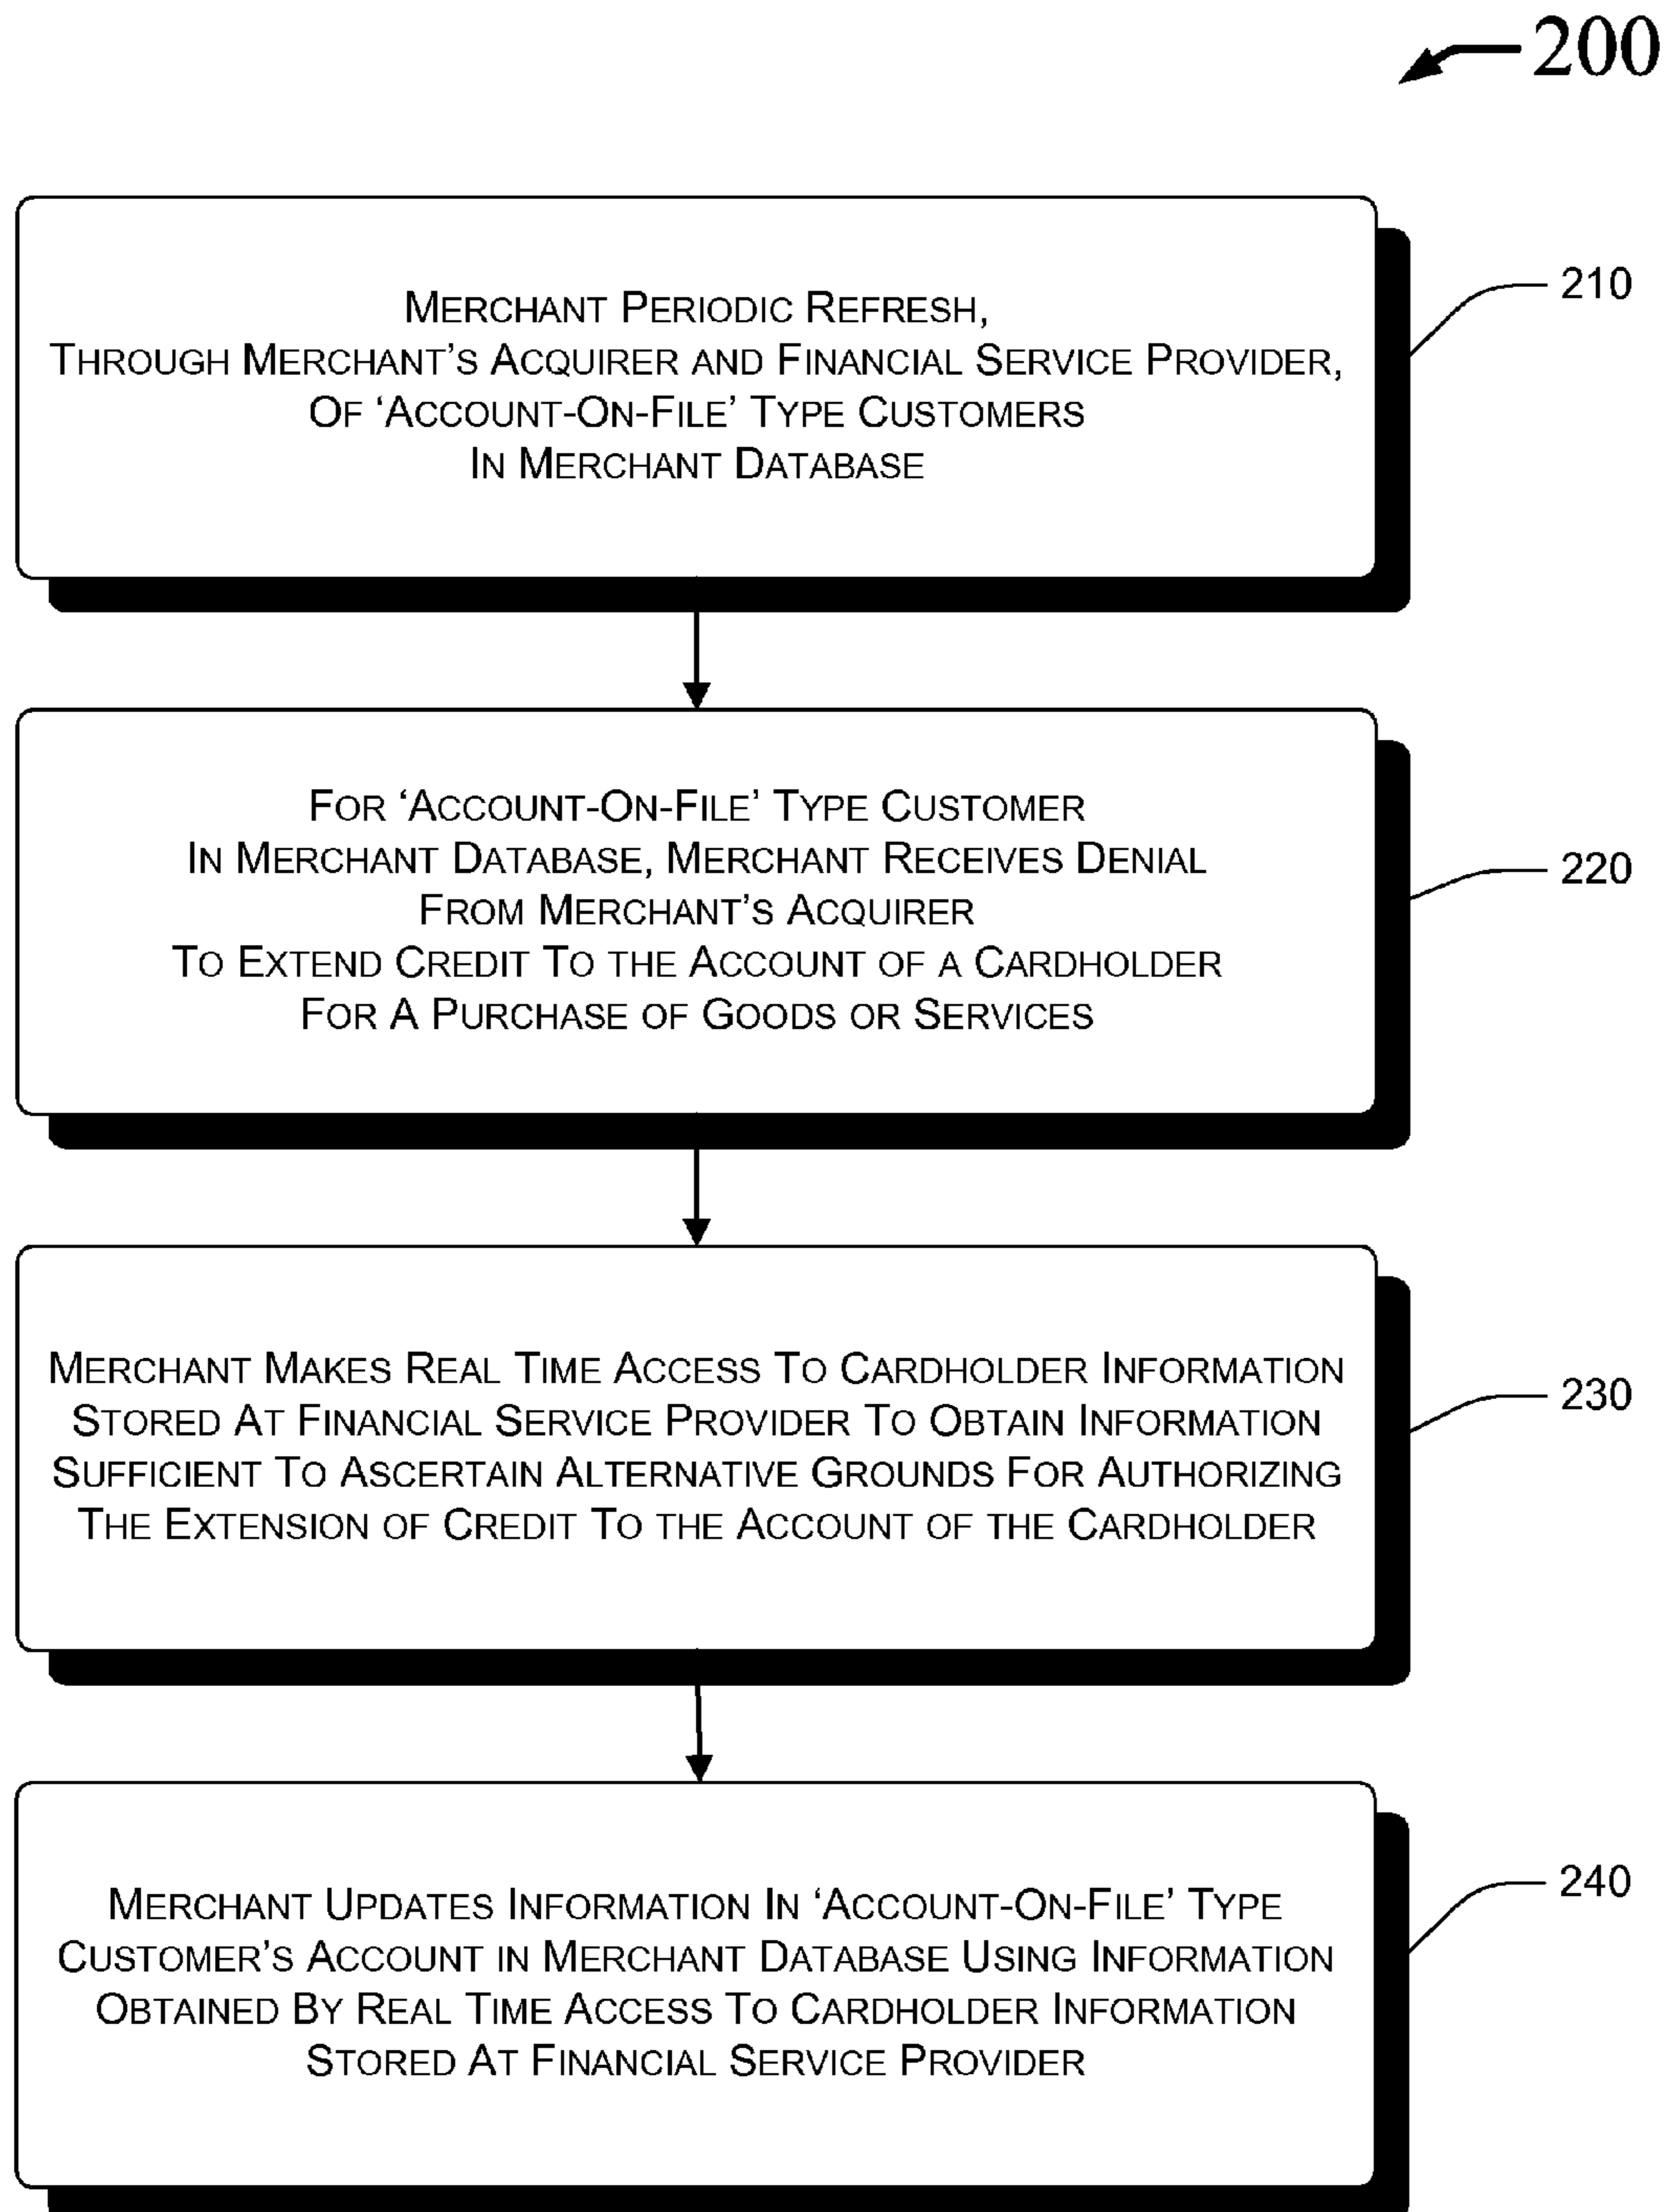 200
MERCHANT PERIODIC REFRESH,
THROUGH MERCHANT'S ACQUIRER AND FINANCIAL SERVICE PROVIDER,
OF 'ACCOUNT-ON-FILE' TYPE CUSTOMERS
IN MERCHANT DATABASE
210
FOR 'ACCOUNT-ON-FILE' TYPE CUSTOMER
IN MERCHANT DATABASE, MERCHANT RECEIVES DENIAL
FROM MERCHANT'S ACQUIRER
TO EXTEND CREDIT TO THE ACCOUNT OF A CARDHOLDER
FOR A PURCHASE OF GOODS OR SERVICES
220
MERCHANT MAKES REAL TIME ACCESS TO CARDHOLDER INFORMATION
STORED AT FINANCIAL SERVICE PROVIDER TO OBTAIN INFORMATION
SUFFICIENT TO ASCERTAIN ALTERNATIVE GROUNDS FOR AUTHORIZING
THE EXTENSION OF CREDIT TO THE ACCOUNT OF THE CARDHOLDER
230
MERCHANT UPDATES INFORMATION IN 'ACCOUNT-ON-FILE' TYPE
CUSTOMER'S ACCOUNT IN MERCHANT DATABASE USING INFORMATION
OBTAINED BY REAL TIME ACCESS TO CARDHOLDER INFORMATION
STORED AT FINANCIAL SERVICE PROVIDER
240